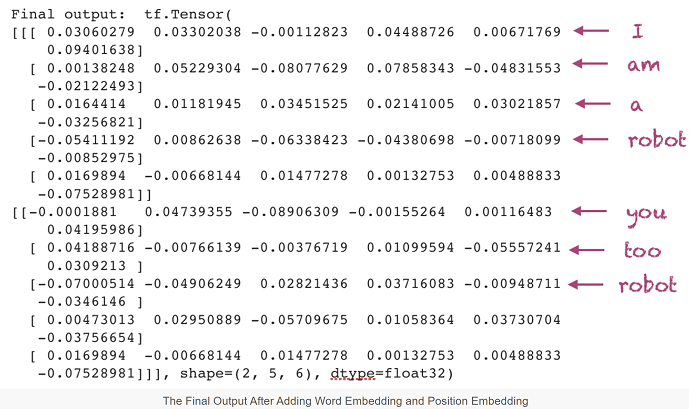 Final output:  tf.Tensor(
[[[ 0.03060279  0.03302038 -0.00112823  0.04488726  0.00671769 I
0.09401638]
[ 0.00138248  0.05229304 -0.08077629  0.07858343 -0.04831553 am
-0.02122493]
[ 0.0164414   0.01181945  0.03451525  0.02141005  0.03021857 a
-0.03256821]
[-0.05411192  0.00862638 -0.06338423 -0.04380698 -0.00718099 robot
-0.00852975]
[ 0.0169894  -0.00668144  0.01477278  0.00132753  0.00488833
-0.07528981]]
[[-0.0001881   0.04739355 -0.08906309 -0.00155264  0.00116483 you
0.04195986]
[ 0.04188716 -0.00766139 -0.00376719  0.01099594 -0.05557241 too
0.0309213 ]
[-0.07000514 -0.04906249  0.02821436  0.03716083 -0.00948711 robot
-0.0346146 ]
[ 0.00473013  0.02950889 -0.05709675  0.01058364  0.03730704
-0.03756654]
[ 0.0169894  -0.00668144  0.01477278  0.00132753  0.00488833
-0.07528981]]], shape=(2, 5, 6), dtype=float32)
The Final Output After Adding Word Embedding and Position Embedding